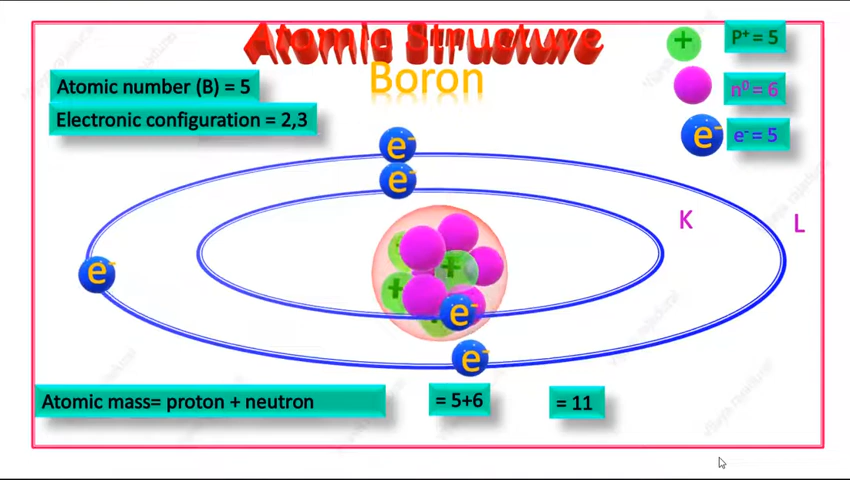 Atomic Structure
Boron
Atomic number (B) = 5
Electronic configuration = 2,3
+
P⁺ = 5
n⁰ = 6
e⁻
e⁻ = 5
e⁻
e⁻
K
L
e⁻
+
+
e⁻
e⁻
Atomic mass= proton + neutron
= 5+6
= 11